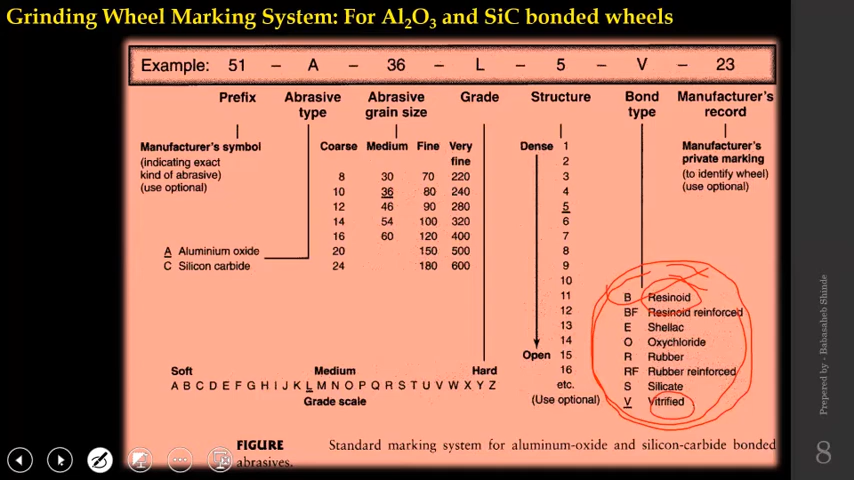 Grinding Wheel Marking System: For Al₂O₃ and SiC bonded wheels
Example: 51 – A – 36 – L – 5 – V – 23
Prefix Abrasive type Abrasive grain size Grade Structure Bond type Manufacturer's record
Manufacturer's symbol
(indicating exact
kind of abrasive)
(use optional)
A Aluminium oxide
C Silicon carbide
Coarse Medium Fine Very fine
8 30 70 220
10 36 80 240
12 46 90 280
14 54 100 320
16 60 120 400
20 150 500
24 180 600
Soft Medium Hard
A B C D E F G H I J K L M N O P Q R S T U V W X Y Z
Grade scale
Dense 1
2
3
4
5
6
7
8
9
10
11
12
13
14
Open 15
16
etc.
(Use optional)
B Resinoid
BF Resinoid reinforced
E Shellac
O Oxychloride
R Rubber
RF Rubber reinforced
S Silicate
V Vitrified
Manufacturer's
private marking
(to identify wheel)
(use optional)
FIGURE Standard marking system for aluminum-oxide and silicon-carbide bonded
abrasives.
Prepared by - Babasaheb Shinde
8